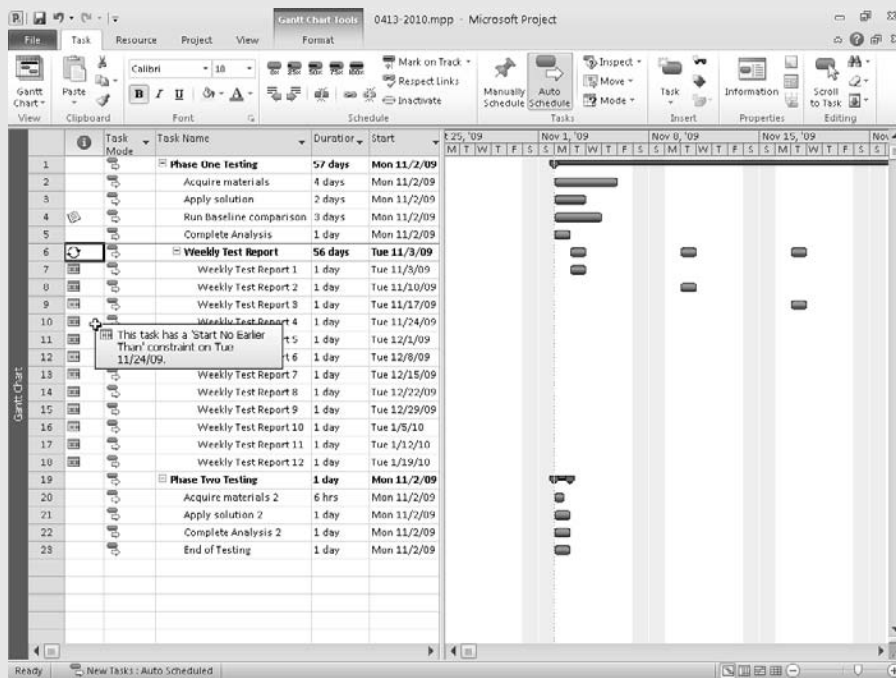 Gantt Chart Tools
0413-2010.mpp - Microsoft Project
File Task Resource Project View Format
Gantt Chart
View
Paste
Clipboard
Calibri 10
B I U A
Font
0% 25% 50% 75% 100%
Mark on Track
Respect Links
Inactivate
Schedule
Manually Schedule
Auto Schedule
Inspect
Move
Mode
Tasks
Task
Insert
Information
Properties
Scroll to Task
Editing
Task Mode Task Name Duration Start
t 25, '09 Nov 1, '09 Nov 8, '09 Nov 15, '09 Nov
M T W T F S S M T W T F S S M T W T F S S M T W T F S S
1 Phase One Testing 57 days Mon 11/2/09
2 Acquire materials 4 days Mon 11/2/09
3 Apply solution 2 days Mon 11/2/09
4 Run Baseline comparison 3 days Mon 11/2/09
5 Complete Analysis 1 day Mon 11/2/09
6 Weekly Test Report 56 days Tue 11/3/09
7 Weekly Test Report 1 1 day Tue 11/3/09
8 Weekly Test Report 2 1 day Tue 11/10/09
9 Weekly Test Report 3 1 day Tue 11/17/09
10 Weekly Test Report 4 1 day Tue 11/24/09
This task has a 'Start No Earlier
Than' constraint on Tue
11/24/09.
11 rt 5 1 day Tue 12/1/09
12 rt 6 1 day Tue 12/8/09
13 Weekly Test Report 7 1 day Tue 12/15/09
14 Weekly Test Report 8 1 day Tue 12/22/09
15 Weekly Test Report 9 1 day Tue 12/29/09
16 Weekly Test Report 10 1 day Tue 1/5/10
17 Weekly Test Report 11 1 day Tue 1/12/10
18 Weekly Test Report 12 1 day Tue 1/19/10
19 Phase Two Testing 1 day Mon 11/2/09
20 Acquire materials 2 6 hrs Mon 11/2/09
21 Apply solution 2 1 day Mon 11/2/09
22 Complete Analysis 2 1 day Mon 11/2/09
23 End of Testing 1 day Mon 11/2/09
Gantt Chart
Ready New Tasks : Auto Scheduled